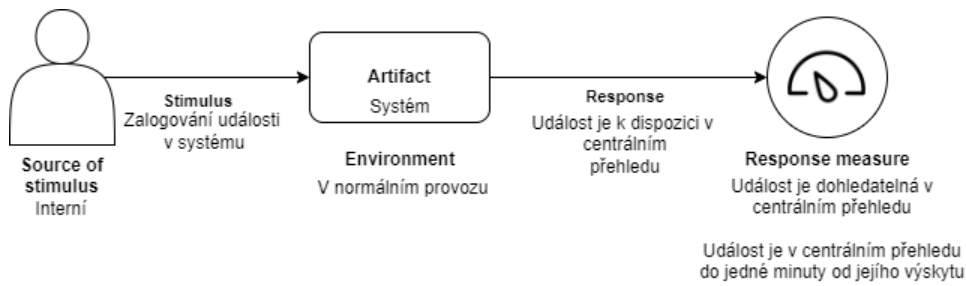 Source of
stimulus
Interní
Stimulus
Zalogování události
v systému
Artifact
Systém
Environment
V normálním provozu
Response
Událost je k dispozici v
centrálním
přehledu
Response measure
Událost je dohledatelná v
centrálním přehledu
Událost je v centrálním přehledu
do jedné minuty od jejího výskytu